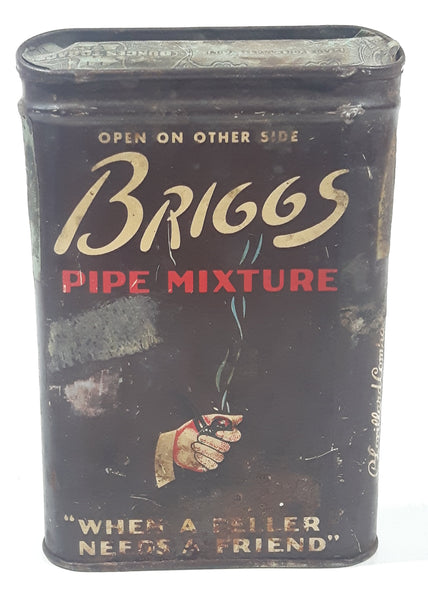 OPEN ON OTHER SIDE
BRIGGS
PIPE MIXTURE
"WHEN A FELLER
NEEDS A FRIEND"